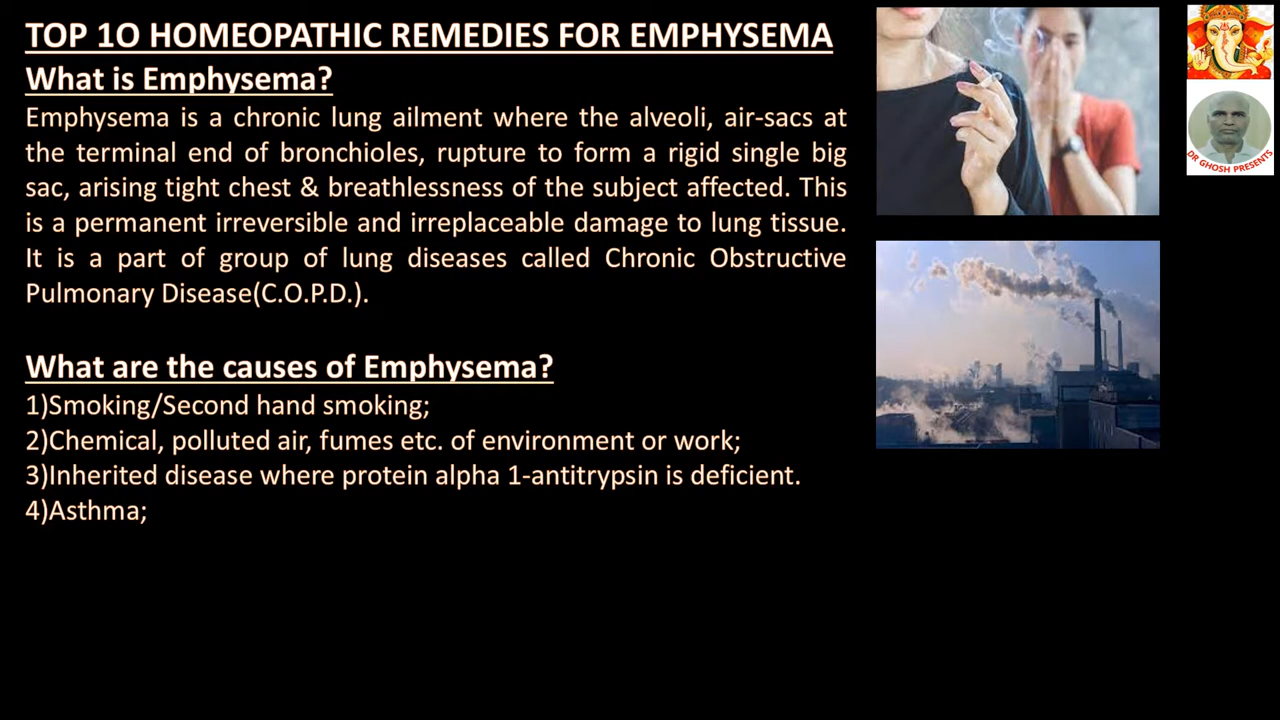 TOP 1O HOMEOPATHIC REMEDIES FOR EMPHYSEMA
What is Emphysema?
Emphysema is a chronic lung ailment where the alveoli, air-sacs at
the terminal end of bronchioles, rupture to form a rigid single big
sac, arising tight chest & breathlessness of the subject affected. This
is a permanent irreversible and irreplaceable damage to lung tissue.
It is a part of group of lung diseases called Chronic Obstructive
Pulmonary Disease(C.O.P.D.).
What are the causes of Emphysema?
1)Smoking/Second hand smoking;
2)Chemical, polluted air, fumes etc. of environment or work;
3)Inherited disease where protein alpha 1-antitrypsin is deficient.
4)Asthma;
DR GHOSH PRESENTS